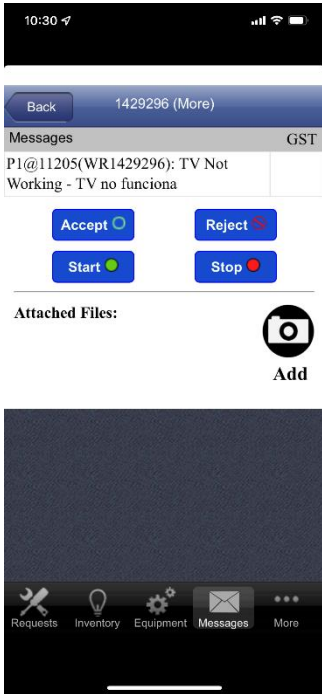 10:30
Back
1429296 (More)
Messages GST
P1@11205(WR1429296): TV Not
Working - TV no funciona
Accept Reject
Start Stop
Attached Files:
Add
Requests Inventory Equipment Messages More